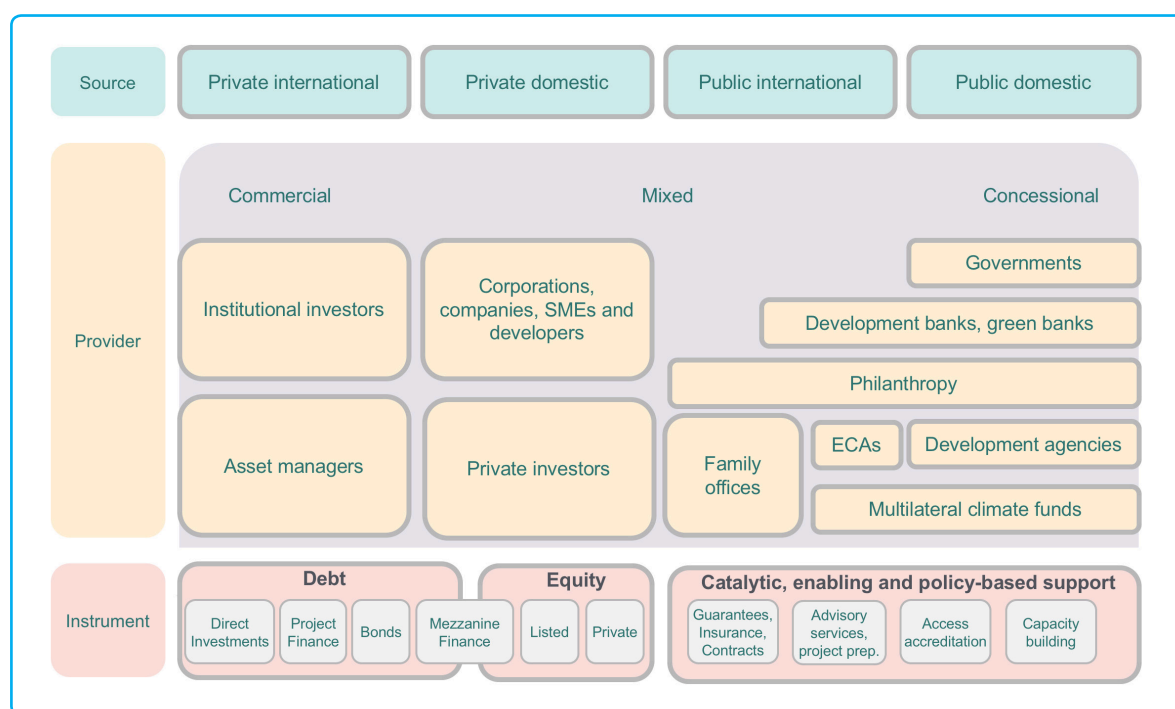 Source
Private international
Private domestic
Public international
Public domestic
Provider
Commercial
Mixed
Concessional
Institutional investors
Corporations,
companies, SMEs and
developers
Governments
Development banks, green banks
Philanthropy
Asset managers
Private investors
Family
offices
ECAs
Development agencies
Multilateral climate funds
Instrument
Debt
Direct
Investments
Project
Finance
Bonds
Mezzanine
Finance
Equity
Listed
Private
Catalytic, enabling and policy-based support
Guarantees,
Insurance,
Contracts
Advisory
services,
project prep.
Access
accreditation
Capacity
building